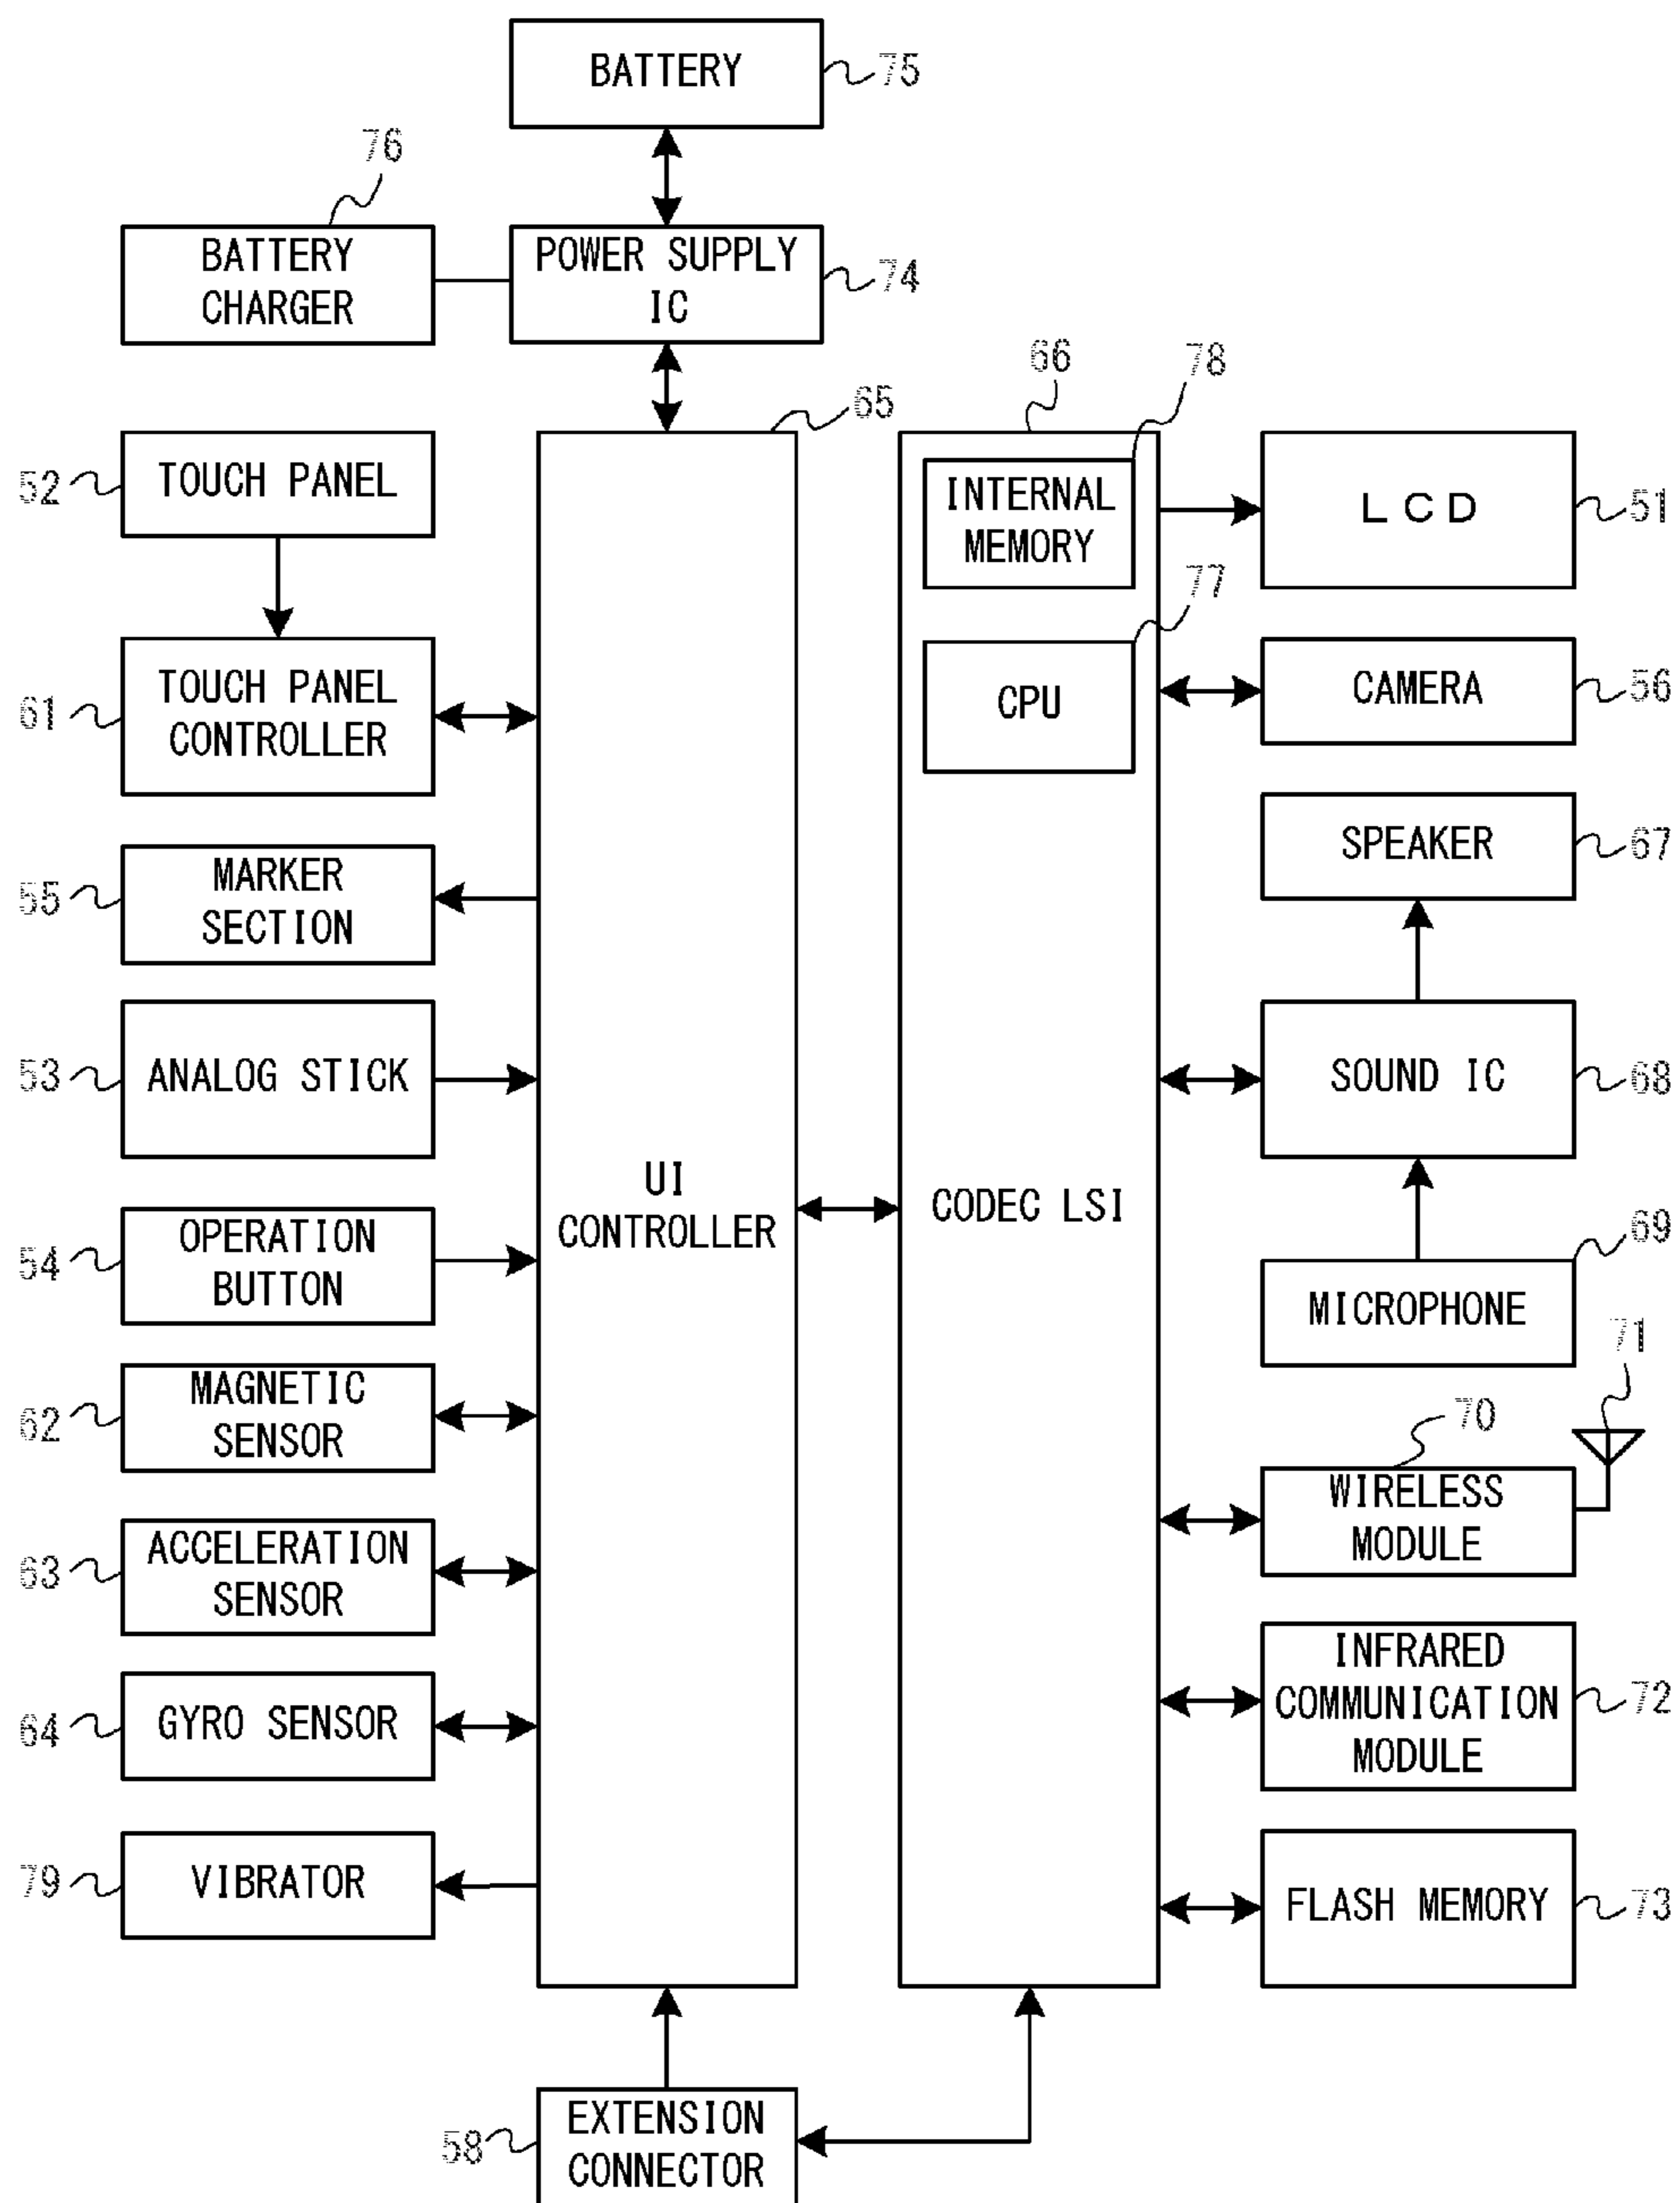 BATTERY
75
76
BATTERY
CHARGER
POWER SUPPLY
IC
74
65
66
78
52
TOUCH PANEL
INTERNAL
MEMORY
LCD
51
77
61
TOUCH PANEL
CONTROLLER
CPU
CAMERA
56
SPEAKER
67
55
MARKER
SECTION
53
ANALOG STICK
SOUND IC
68
UI
CONTROLLER
CODEC LSI
54
OPERATION
BUTTON
69
MICROPHONE
71
62
MAGNETIC
SENSOR
70
WIRELESS
MODULE
63
ACCELERATION
SENSOR
64
GYRO SENSOR
INFRARED
COMMUNICATION
MODULE
72
79
VIBRATOR
FLASH MEMORY
73
58
EXTENSION
CONNECTOR